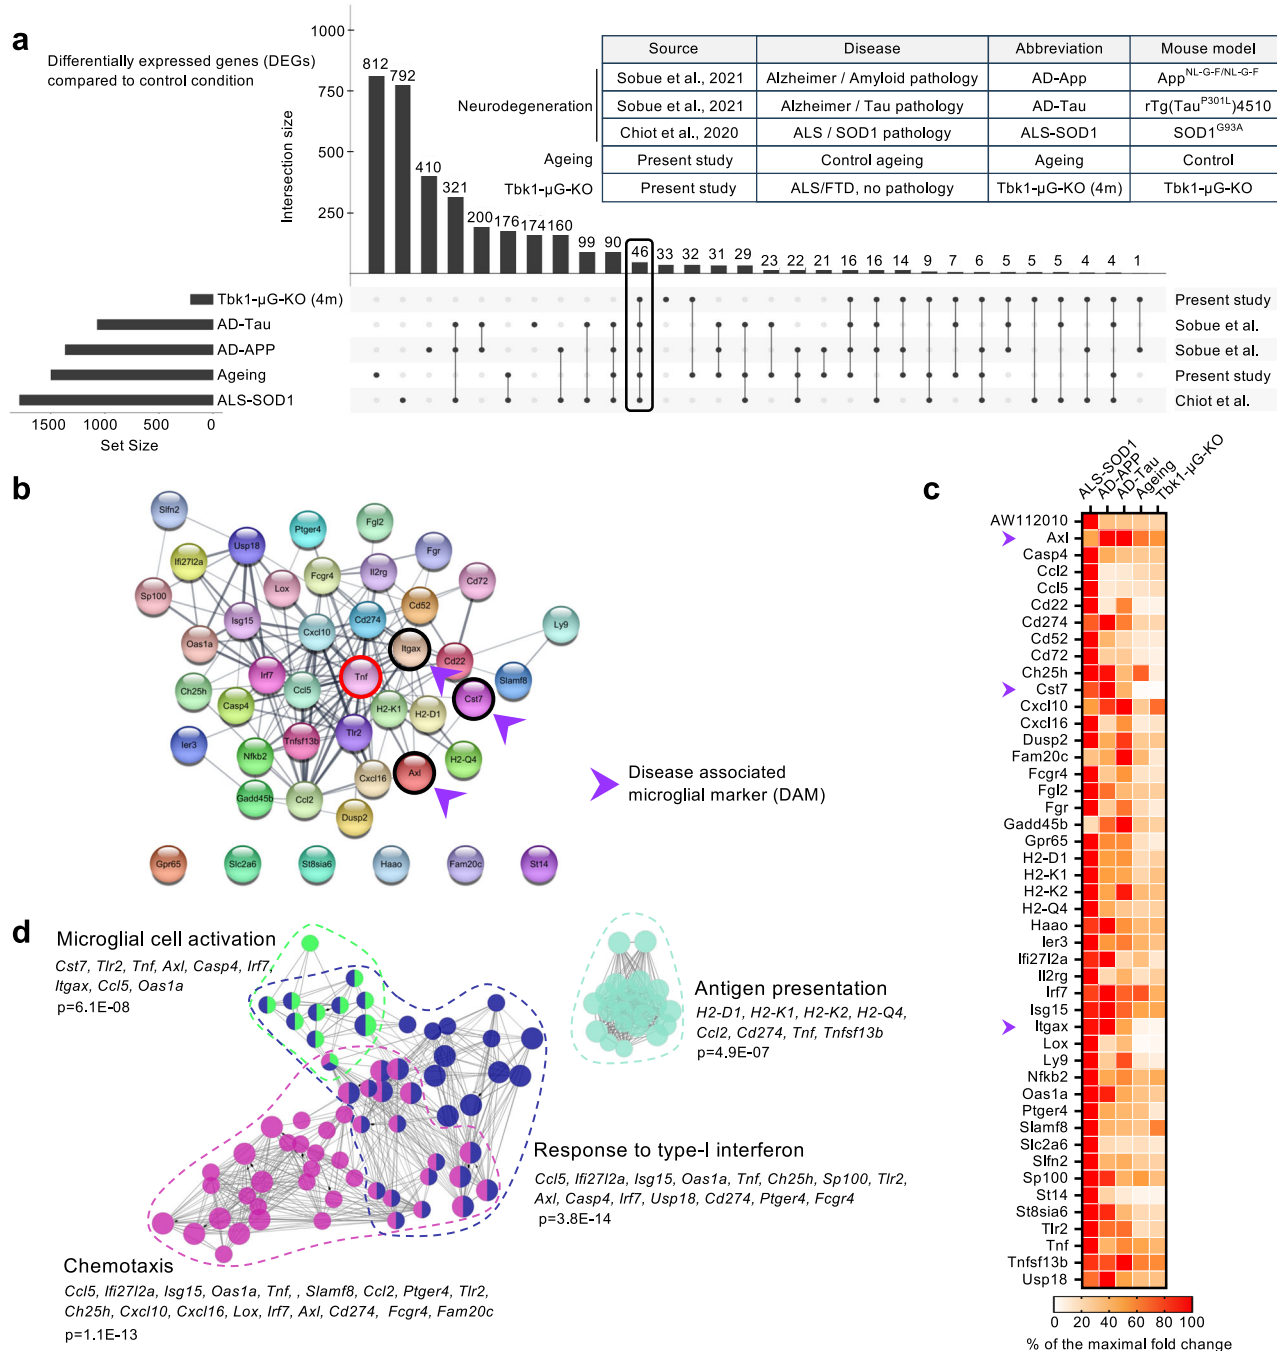 a
Differentially expressed genes (DEGs)
compared to control condition
Intersection size
1000
750
500
250
812
792
410
321
200
176
174
160
99
90
46
33
32
31
29
23
22
21
16
16
14
9
7
6
5
5
5
4
4
1
Source Disease Abbreviation Mouse model
Neurodegeneration
Sobue et al., 2021 Alzheimer / Amyloid pathology AD-App App^NL-G-F/NL-G-F
Sobue et al., 2021 Alzheimer / Tau pathology AD-Tau rTg(Tau^P301L)4510
Chiot et al., 2020 ALS / SOD1 pathology ALS-SOD1 SOD1^G93A
Ageing Present study Control ageing Ageing Control
Tbk1-µG-KO Present study ALS/FTD, no pathology Tbk1-µG-KO (4m) Tbk1-µG-KO
Tbk1-µG-KO (4m) Present study
AD-Tau Sobue et al.
AD-APP Sobue et al.
Ageing Present study
ALS-SOD1 Chiot et al.
1500 1000 500 0
Set Size
b
Slfn2
Usp18
Ptger4
Fgl2
Ifi27l2a
Fgr
Fcgr4
Il2rg
Cd72
Sp100
Lox
Cd52
Isg15
Cxcl10
Cd274
Ly9
Oas1a
Itgax
Cd22
Irf7
Tnf
Slamf8
Ch25h
Ccl5
Cst7
Casp4
H2-K1
H2-D1
Ier3
Tnfsf13b
Tlr2
Nfkb2
H2-Q4
Cxcl16
Axl
Gadd45b
Ccl2
Dusp2
Disease associated
microglial marker (DAM)
Gpr65
Slc2a6
St8sia6
Haao
Fam20c
St14
c
ALS-SOD1
AD-APP
AD-Tau
Ageing
Tbk1-µG-KO
AW112010
Axl
Casp4
Ccl2
Ccl5
Cd22
Cd274
Cd52
Cd72
Ch25h
Cst7
Cxcl10
Cxcl16
Dusp2
Fam20c
Fcgr4
Fgl2
Fgr
Gadd45b
Gpr65
H2-D1
H2-K1
H2-K2
H2-Q4
Haao
Ier3
Ifi27l2a
Il2rg
Irf7
Isg15
Itgax
Lox
Ly9
Nfkb2
Oas1a
Ptger4
Slamf8
Slc2a6
Slfn2
Sp100
St14
St8sia6
Tlr2
Tnf
Tnfsf13b
Usp18
0 20 40 60 80 100
% of the maximal fold change
d
Microglial cell activation
Cst7, Tlr2, Tnf, Axl, Casp4, Irf7,
Itgax, Ccl5, Oas1a
p=6.1E-08
Antigen presentation
H2-D1, H2-K1, H2-K2, H2-Q4,
Ccl2, Cd274, Tnf, Tnfsf13b
p=4.9E-07
Response to type-I interferon
Ccl5, Ifi27l2a, Isg15, Oas1a, Tnf, Ch25h, Sp100, Tlr2,
Axl, Casp4, Irf7, Usp18, Cd274, Ptger4, Fcgr4
p=3.8E-14
Chemotaxis
Ccl5, Ifi27l2a, Isg15, Oas1a, Tnf, , Slamf8, Ccl2, Ptger4, Tlr2,
Ch25h, Cxcl10, Cxcl16, Lox, Irf7, Axl, Cd274, Fcgr4, Fam20c
p=1.1E-13